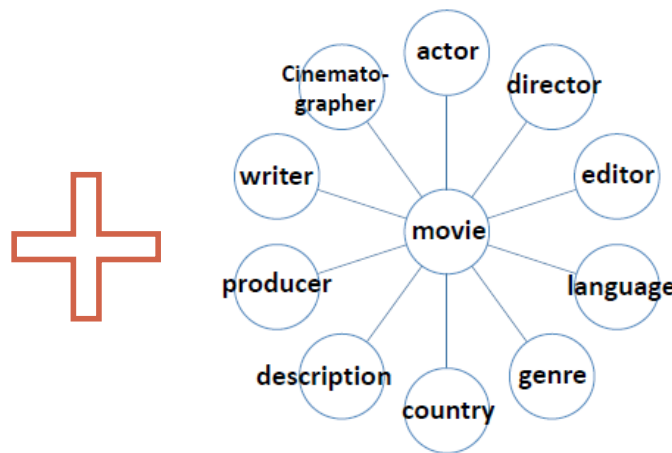 actor
Cinemato-
grapher
director
writer
editor
movie
producer
language
description
genre
country